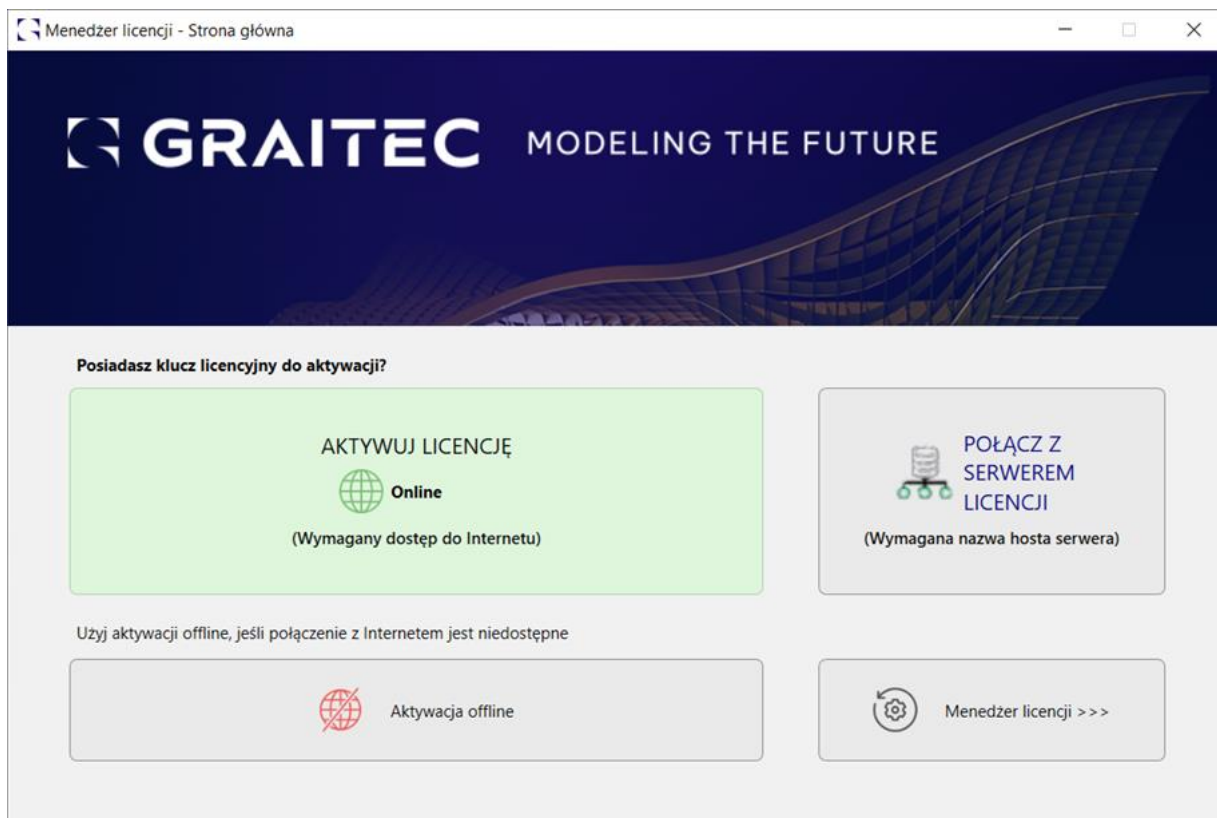 Menedżer licencji - Strona główna
GRAITEC MODELING THE FUTURE
Posiadasz klucz licencyjny do aktywacji?
AKTYWUJ LICENCJĘ
Online
(Wymagany dostęp do Internetu)
POŁĄCZ Z
SERWEREM
LICENCJI
(Wymagana nazwa hosta serwera)
Użyj aktywacji offline, jeśli połączenie z Internetem jest niedostępne
Aktywacja offline
Menedżer licencji >>>